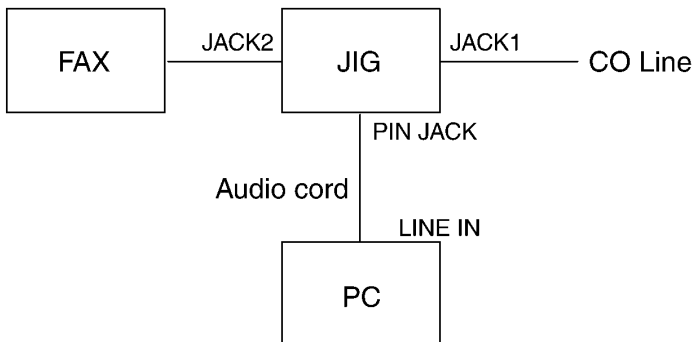 JACK2
JACK1
FAX
JIG
CO Line
PIN JACK
Audio cord
LINE IN
PC